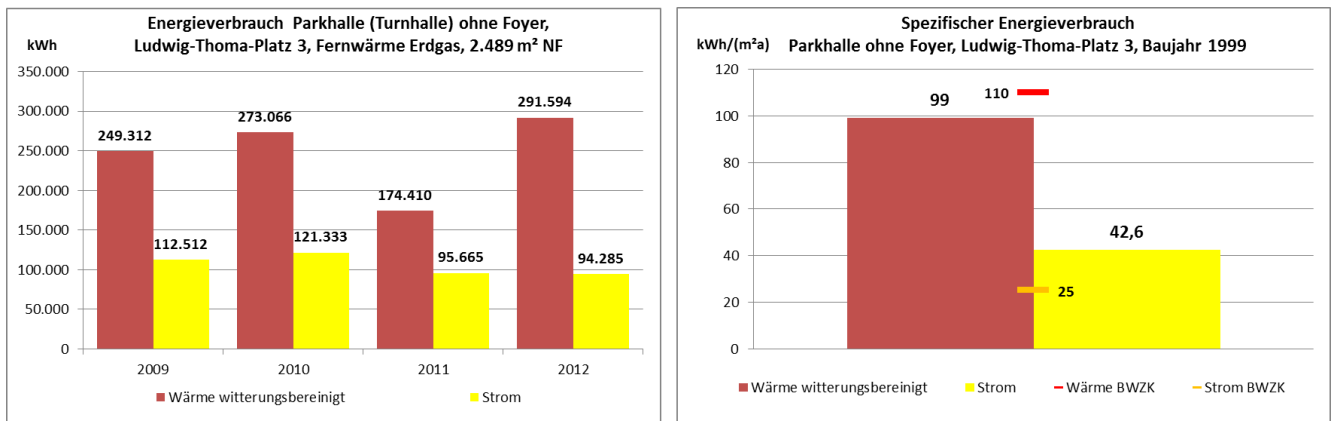 Energieverbrauch Parkhalle (Turnhalle) ohne Foyer,
Ludwig-Thoma-Platz 3, Fernwärme Erdgas, 2.489 m² NF
kWh
350.000
300.000
250.000
200.000
150.000
100.000
50.000
0
249.312
112.512
273.066
121.333
174.410
95.665
291.594
94.285
2009
2010
2011
2012
Wärme witterungsbereinigt
Strom
Spezifischer Energieverbrauch
Parkhalle ohne Foyer, Ludwig-Thoma-Platz 3, Baujahr 1999
kWh/(m²a)
120
100
80
60
40
20
0
99
110
42,6
25
Wärme witterungsbereinigt
Strom
Wärme BWZK
Strom BWZK